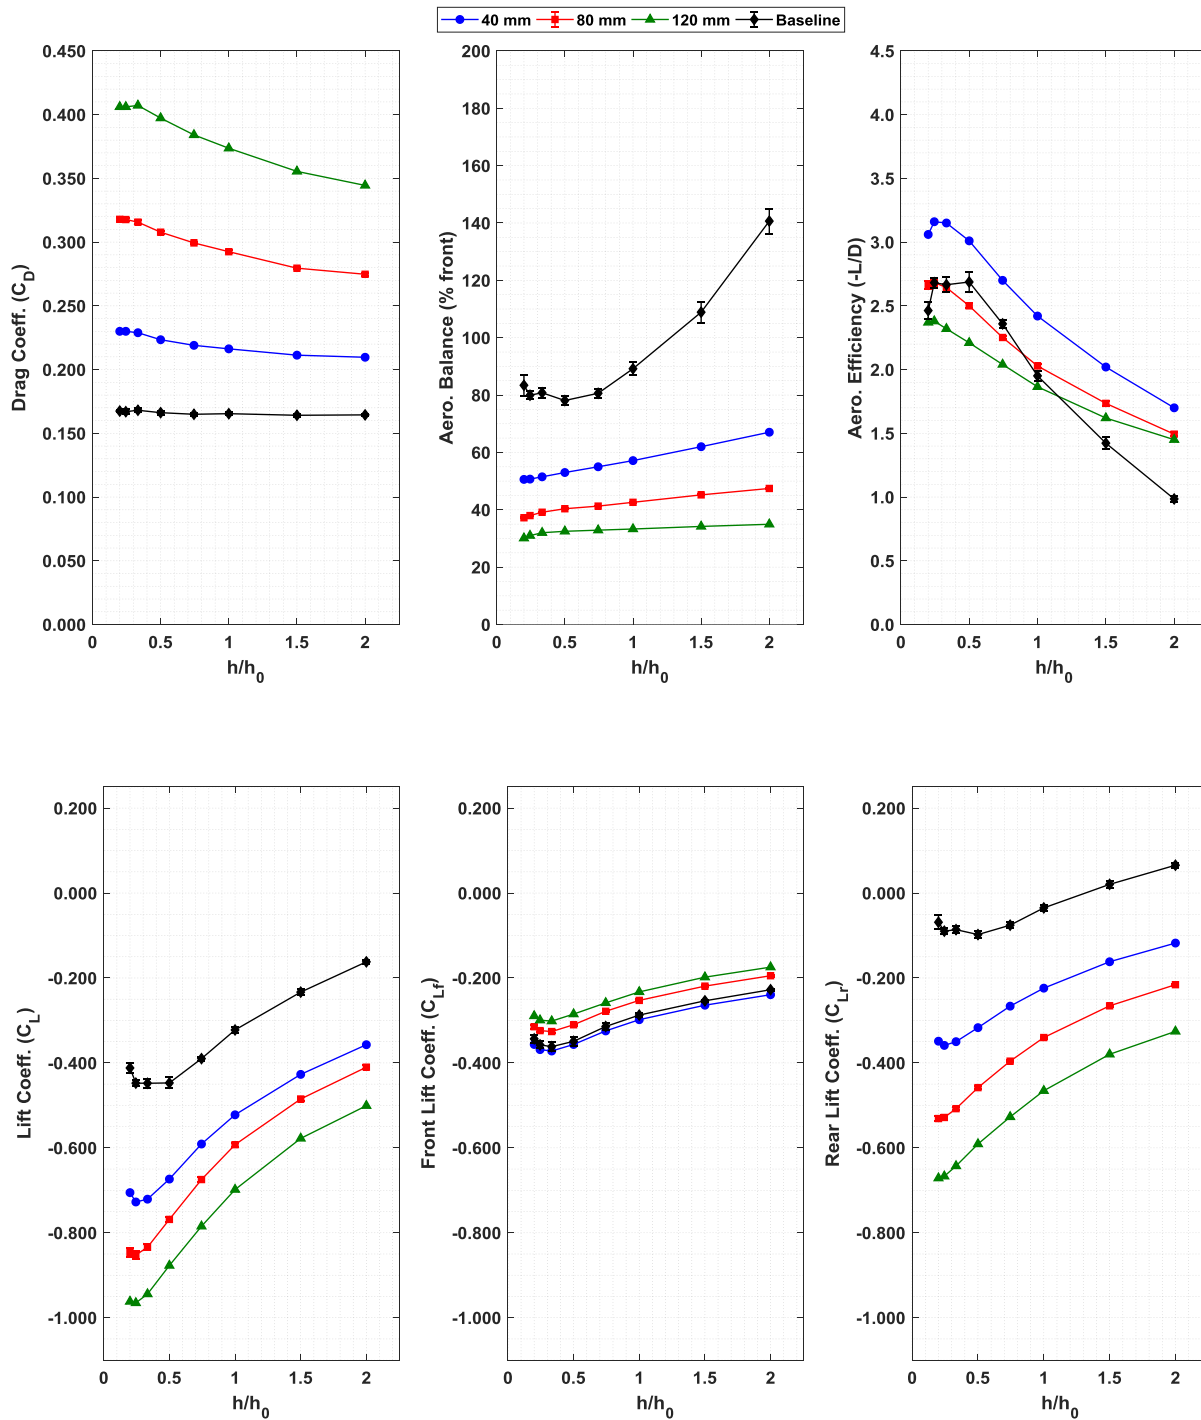 40 mm 80 mm 120 mm Baseline
0.450
0.400
0.350
0.300
0.250
0.200
0.150
0.100
0.050
0.000
0 0.5 1 1.5 2
h/h0
Drag Coeff. (CD)
200
180
160
140
120
100
80
60
40
20
0
0 0.5 1 1.5 2
h/h0
Aero. Balance (% front)
4.5
4.0
3.5
3.0
2.5
2.0
1.5
1.0
0.5
0.0
0 0.5 1 1.5 2
h/h0
Aero. Efficiency (-L/D)
0.200
0.000
-0.200
-0.400
-0.600
-0.800
-1.000
0 0.5 1 1.5 2
h/h0
Lift Coeff. (CL)
0.200
0.000
-0.200
-0.400
-0.600
-0.800
-1.000
0 0.5 1 1.5 2
h/h0
Front Lift Coeff. (CLf)
0.200
0.000
-0.200
-0.400
-0.600
-0.800
-1.000
0 0.5 1 1.5 2
h/h0
Rear Lift Coeff. (CLr)